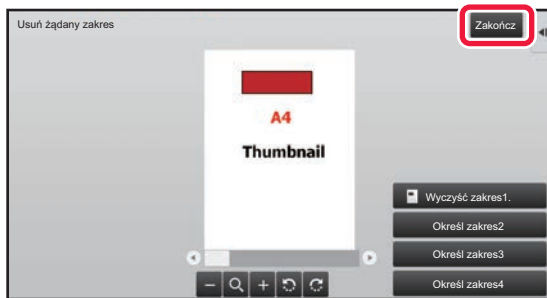 Usuń żądany zakres
Zakończ
A4
Thumbnail
Wyczyść zakres1.
Określ zakres2
Określ zakres3
Określ zakres4